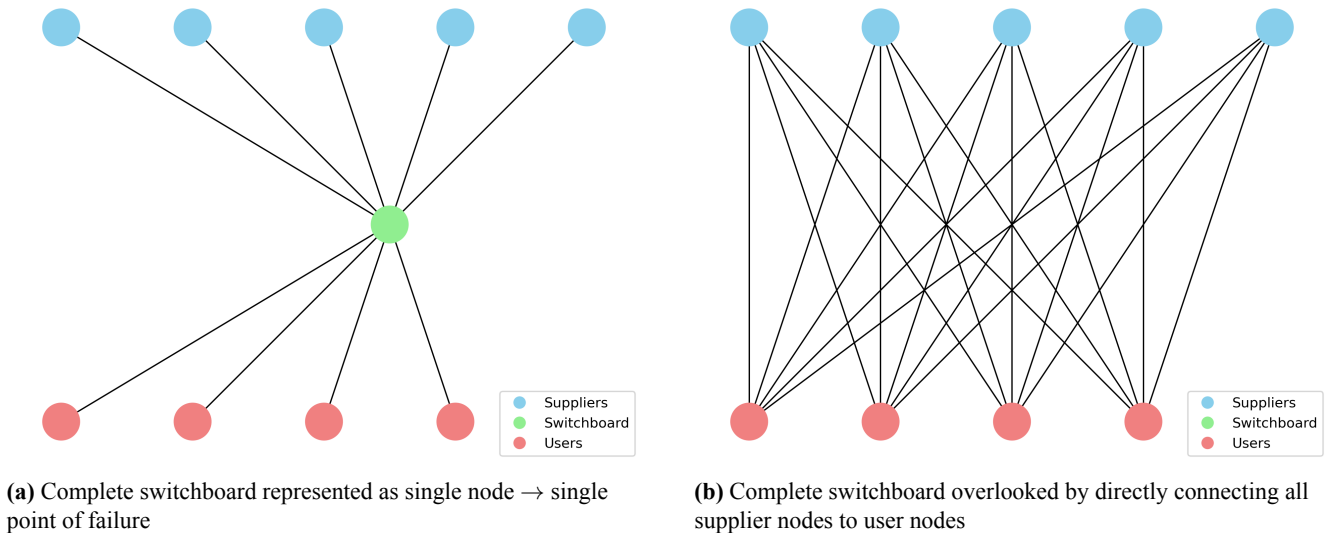 Suppliers
Switchboard
Users
Suppliers
Switchboard
Users
(a) Complete switchboard represented as single node → single
point of failure
(b) Complete switchboard overlooked by directly connecting all
supplier nodes to user nodes